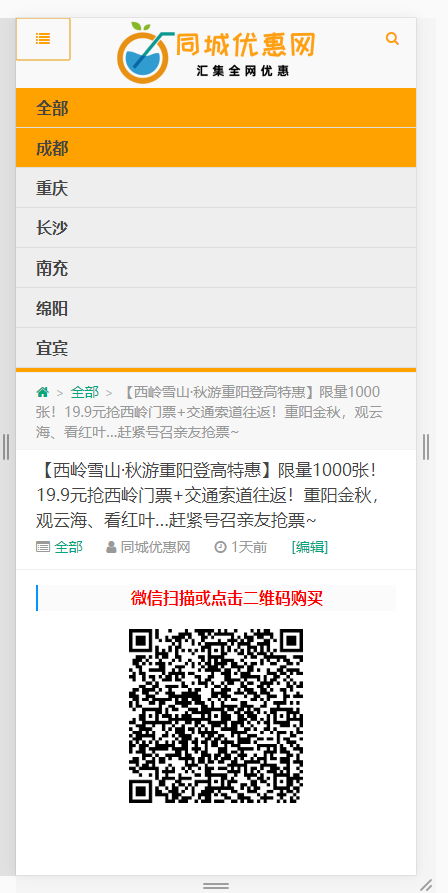 同城优惠网
汇集全网优惠
全部
成都
重庆
长沙
南充
绵阳
宜宾
> 全部 > 【西岭雪山·秋游重阳登高特惠】限量1000
张！19.9元抢西岭门票+交通索道往返！重阳金秋，观云
海、看红叶...赶紧号召亲友抢票~
【西岭雪山·秋游重阳登高特惠】限量1000张！
19.9元抢西岭门票+交通索道往返！重阳金秋，
观云海、看红叶...赶紧号召亲友抢票~
全部 同城优惠网 1天前 [编辑]
微信扫描或点击二维码购买